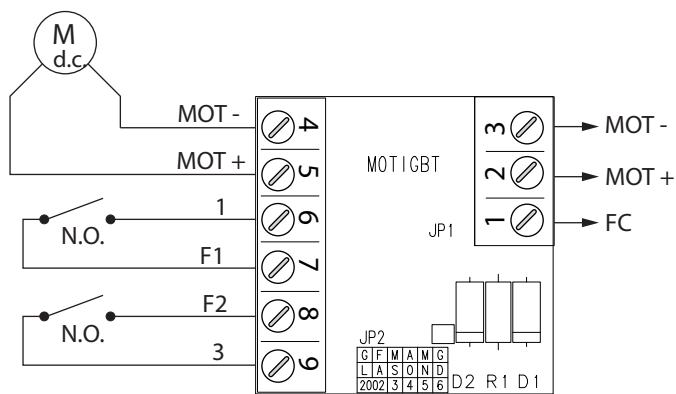 M
d.c.
MOT -
MOT +
1
N.O.
F1
F2
N.O.
3
4
5
6
7
8
9
MOTIGBT
3
2
1
JP1
MOT -
MOT +
FC
JP2
G F M A M G
L A S O N D
2002 3 4 5 6
D2 R1 D1